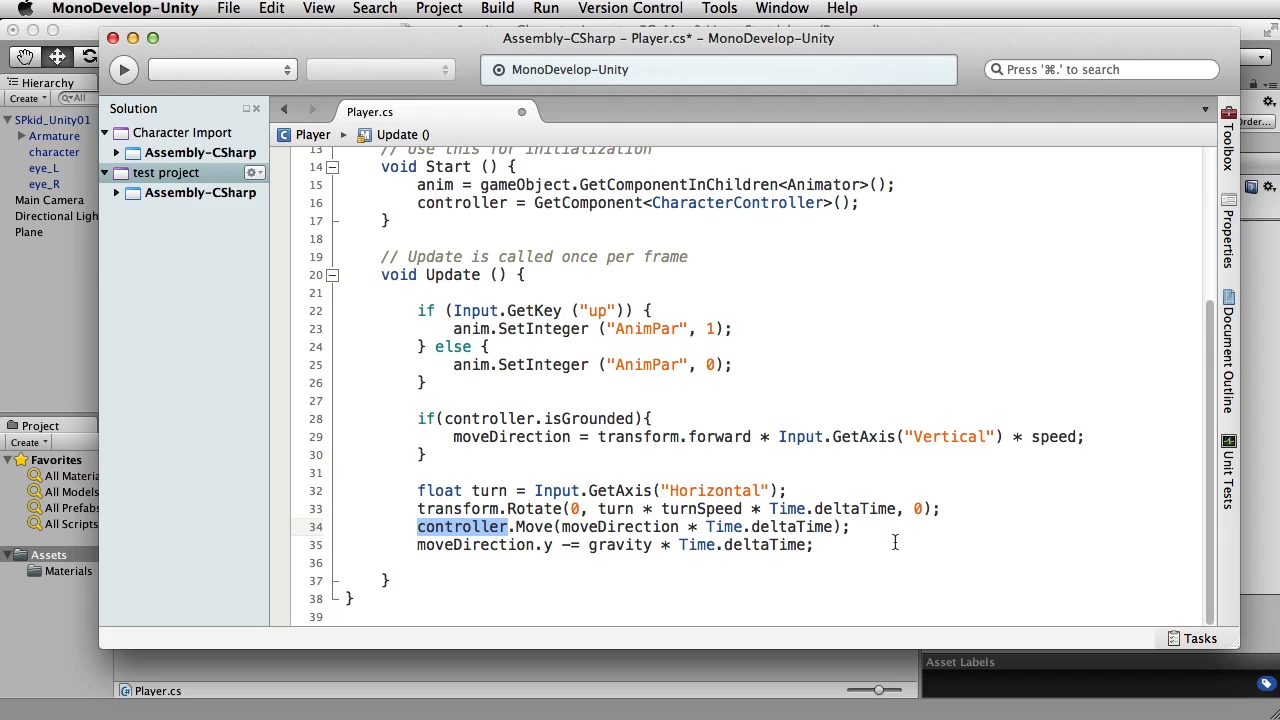 MonoDevelop-Unity File Edit View Search Project Build Run Version Control Tools Window Help
Assembly-CSharp – Player.cs* – MonoDevelop-Unity
MonoDevelop-Unity
Press '⌘.' to search
Hierarchy
Create
All
SPkid_Unity01
Armature
character
eye_L
eye_R
Main Camera
Directional Ligh
Plane
Project
Create
Favorites
All Materia
All Models
All Prefabs
All Scripts
Assets
Materials
Solution
Character Import
Assembly-CSharp
test project
Assembly-CSharp
Player.cs
Player Update ()
13 // Use this for initialization
14 void Start () {
15 anim = gameObject.GetComponentInChildren<Animator>();
16 controller = GetComponent<CharacterController>();
17 }
18
19 // Update is called once per frame
20 void Update () {
21
22 if (Input.GetKey ("up")) {
23 anim.SetInteger ("AnimPar", 1);
24 } else {
25 anim.SetInteger ("AnimPar", 0);
26 }
27
28 if(controller.isGrounded){
29 moveDirection = transform.forward * Input.GetAxis("Vertical") * speed;
30 }
31
32 float turn = Input.GetAxis("Horizontal");
33 transform.Rotate(0, turn * turnSpeed * Time.deltaTime, 0);
34 controller.Move(moveDirection * Time.deltaTime);
35 moveDirection.y -= gravity * Time.deltaTime;
36
37 }
38 }
39
Toolbox
Properties
Document Outline
Unit Tests
Order...
Tasks
Asset Labels
Player.cs